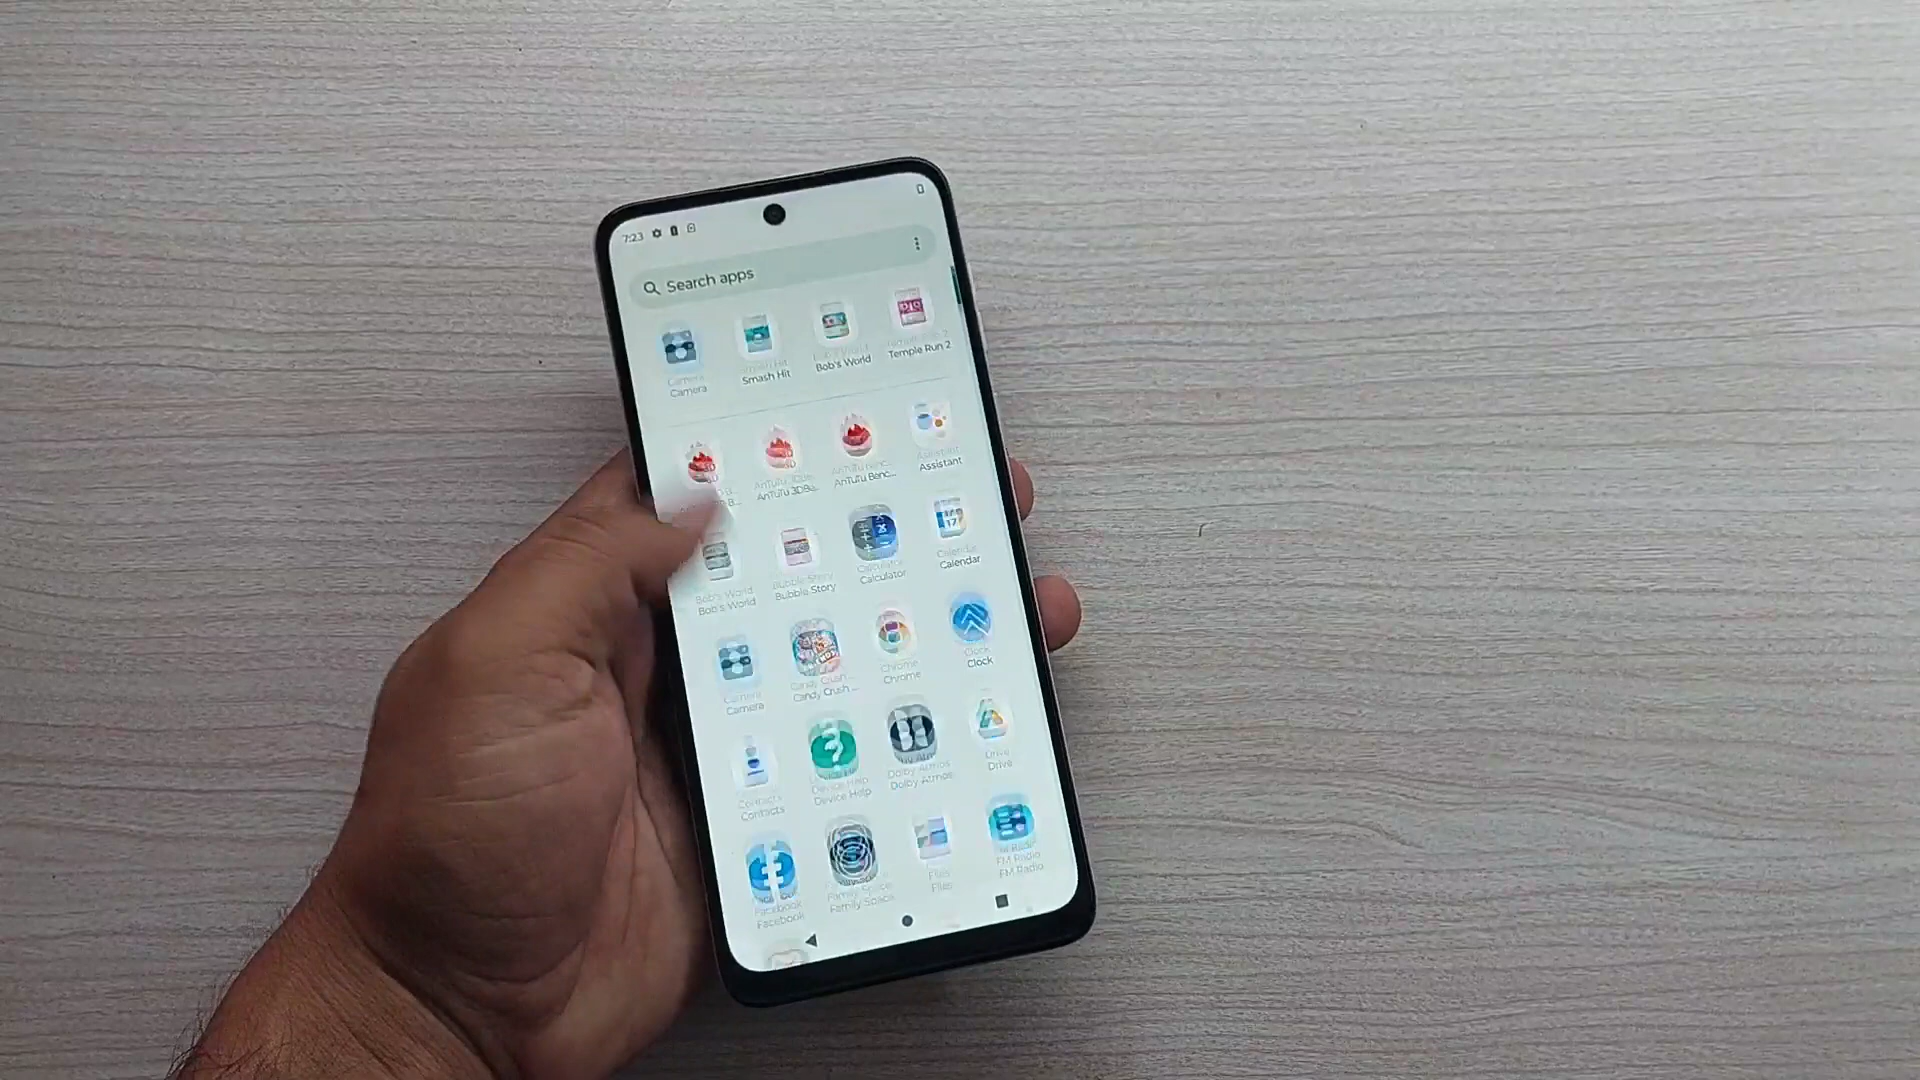 7:23
Search apps
Camera
Smash Hit
Bob's World
Temple Run 2
AnTuTu 3DBe...
AnTuTu Benc...
Assistant
Bob's World
Bubble Story
Calculator
17
Calendar
Camera
Candy Crush ...
Chrome
Clock
Contacts
Device Help
Dolby Atmos
Drive
Facebook
Family Space
Files
FM Radio